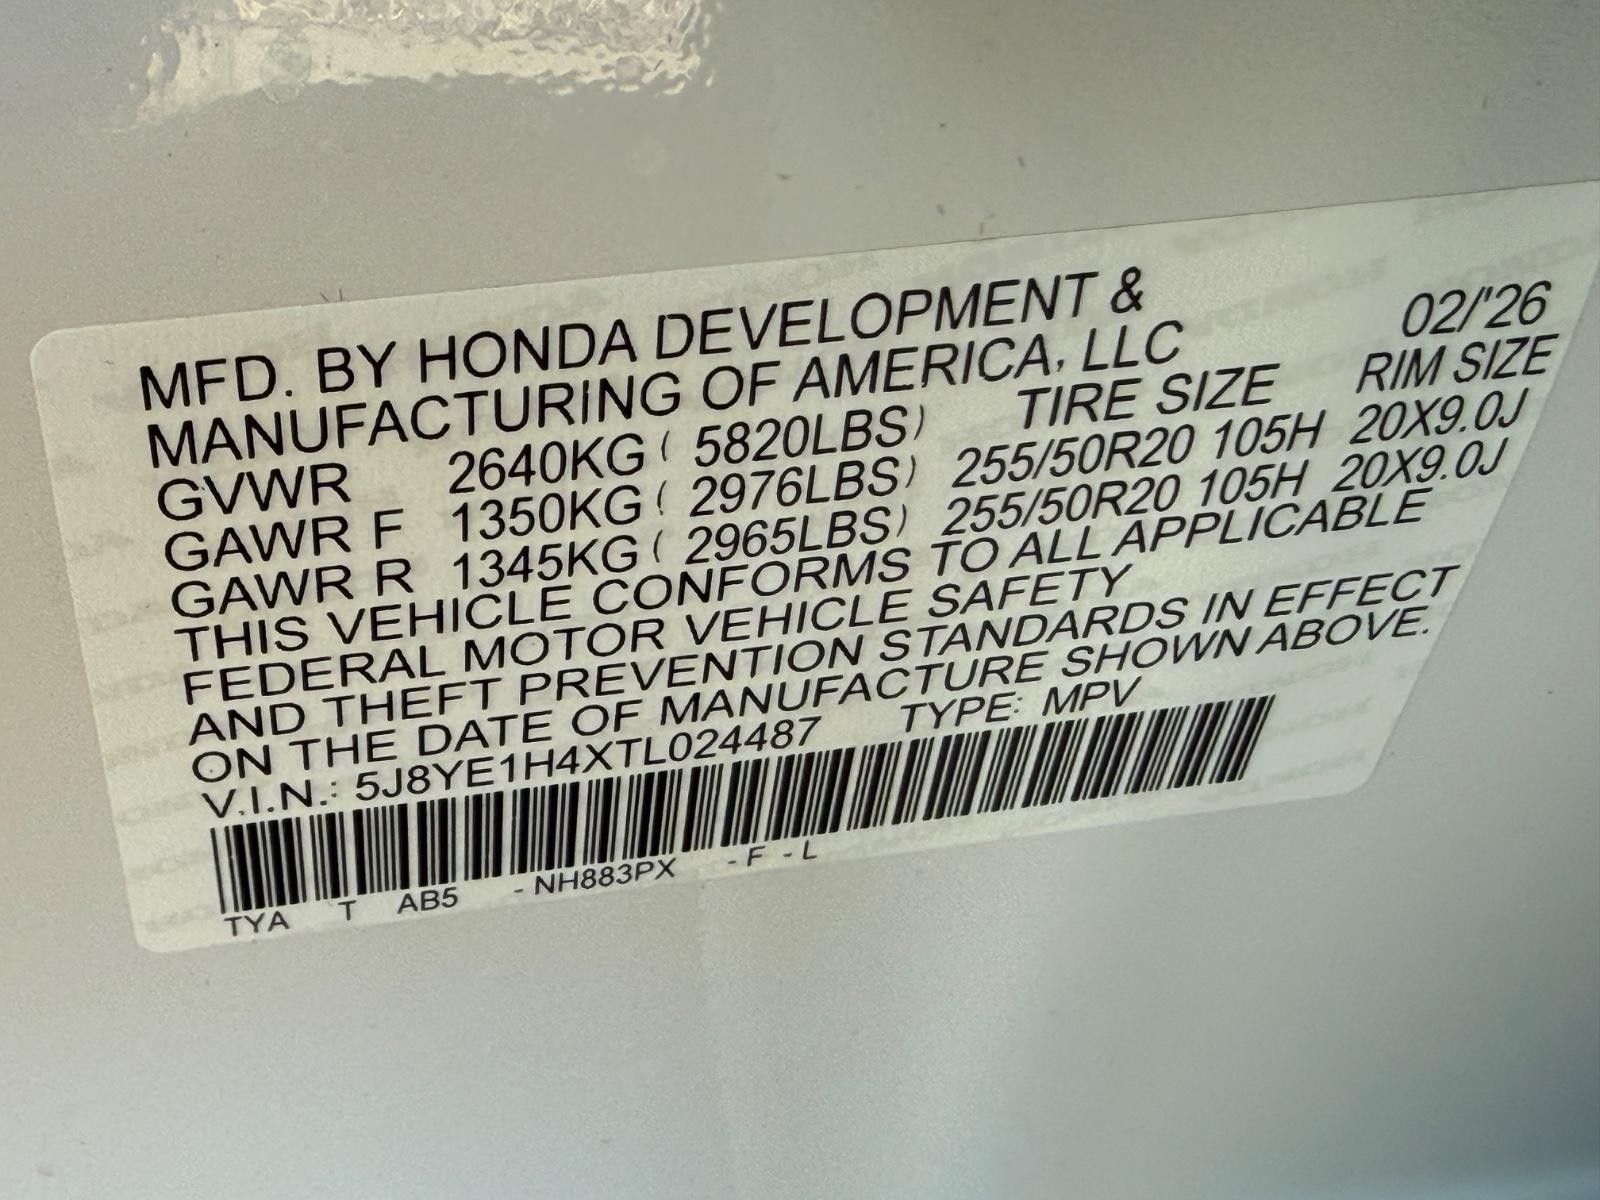 MFD. BY HONDA DEVELOPMENT & 02/'26
MANUFACTURING OF AMERICA, LLC
TIRE SIZE RIM SIZE
GVWR 2640KG ( 5820LBS)
GAWR F 1350KG ( 2976LBS) 255/50R20 105H 20X9.0J
GAWR R 1345KG ( 2965LBS) 255/50R20 105H 20X9.0J
THIS VEHICLE CONFORMS TO ALL APPLICABLE
FEDERAL MOTOR VEHICLE SAFETY
AND THEFT PREVENTION STANDARDS IN EFFECT
ON THE DATE OF MANUFACTURE SHOWN ABOVE.
V.I.N.: 5J8YE1H4XTL024487 TYPE: MPV
TYA T AB5 -NH883PX -F -L